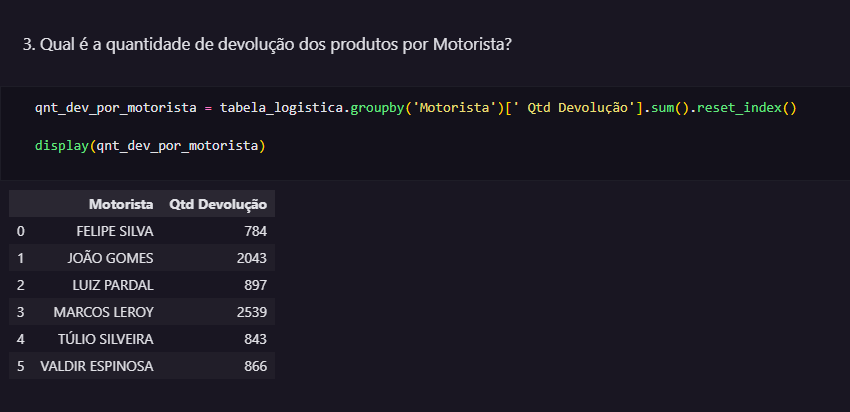 3. Qual é a quantidade de devolução dos produtos por Motorista?
qnt_dev_por_motorista = tabela_logistica.groupby('Motorista')[' Qtd Devolução'].sum().reset_index()
display(qnt_dev_por_motorista)
Motorista Qtd Devolução
0 FELIPE SILVA 784
1 JOÃO GOMES 2043
2 LUIZ PARDAL 897
3 MARCOS LEROY 2539
4 TÚLIO SILVEIRA 843
5 VALDIR ESPINOSA 866